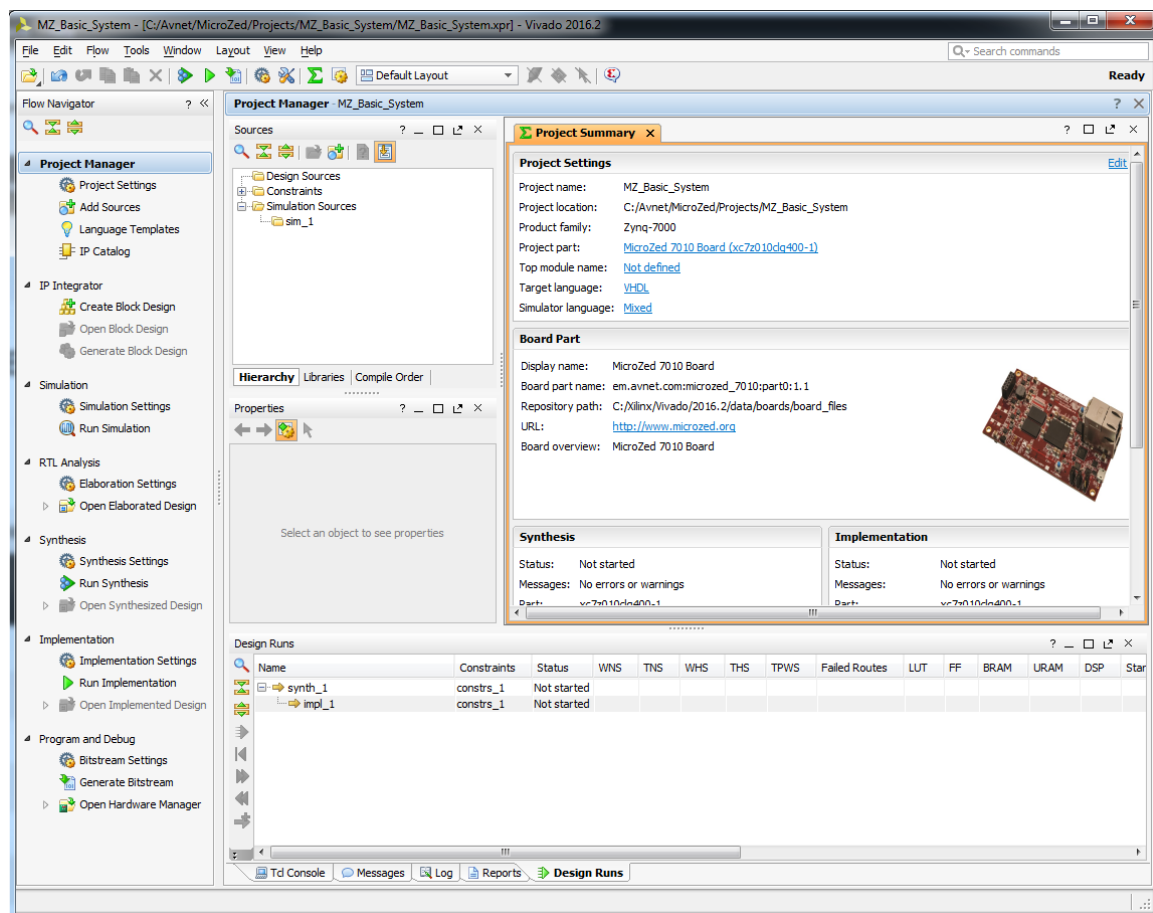 MZ_Basic_System - [C:/Avnet/MicroZed/Projects/MZ_Basic_System/MZ_Basic_System.xpr] - Vivado 2016.2
File Edit Flow Tools Window Layout View Help
Search commands
Default Layout
Ready
Flow Navigator
Project Manager
Project Settings
Add Sources
Language Templates
IP Catalog
IP Integrator
Create Block Design
Open Block Design
Generate Block Design
Simulation
Simulation Settings
Run Simulation
RTL Analysis
Elaboration Settings
Open Elaborated Design
Synthesis
Synthesis Settings
Run Synthesis
Open Synthesized Design
Implementation
Implementation Settings
Run Implementation
Open Implemented Design
Program and Debug
Bitstream Settings
Generate Bitstream
Open Hardware Manager
Project Manager - MZ_Basic_System
Sources
Design Sources
Constraints
Simulation Sources
sim_1
Hierarchy Libraries Compile Order
Properties
Select an object to see properties
Project Summary
Project Settings Edit
Project name: MZ_Basic_System
Project location: C:/Avnet/MicroZed/Projects/MZ_Basic_System
Product family: Zynq-7000
Project part: MicroZed 7010 Board (xc7z010clg400-1)
Top module name: Not defined
Target language: VHDL
Simulator language: Mixed
Board Part
Display name: MicroZed 7010 Board
Board part name: em.avnet.com:microzed_7010:part0:1.1
Repository path: C:/Xilinx/Vivado/2016.2/data/boards/board_files
URL: http://www.microzed.org
Board overview: MicroZed 7010 Board
Synthesis
Status: Not started
Messages: No errors or warnings
Part: xc7z010clg400-1
Implementation
Status: Not started
Messages: No errors or warnings
Part: xc7z010clg400-1
Design Runs
Name Constraints Status WNS TNS WHS THS TPWS Failed Routes LUT FF BRAM URAM DSP Star
synth_1 constrs_1 Not started
impl_1 constrs_1 Not started
Tcl Console Messages Log Reports Design Runs